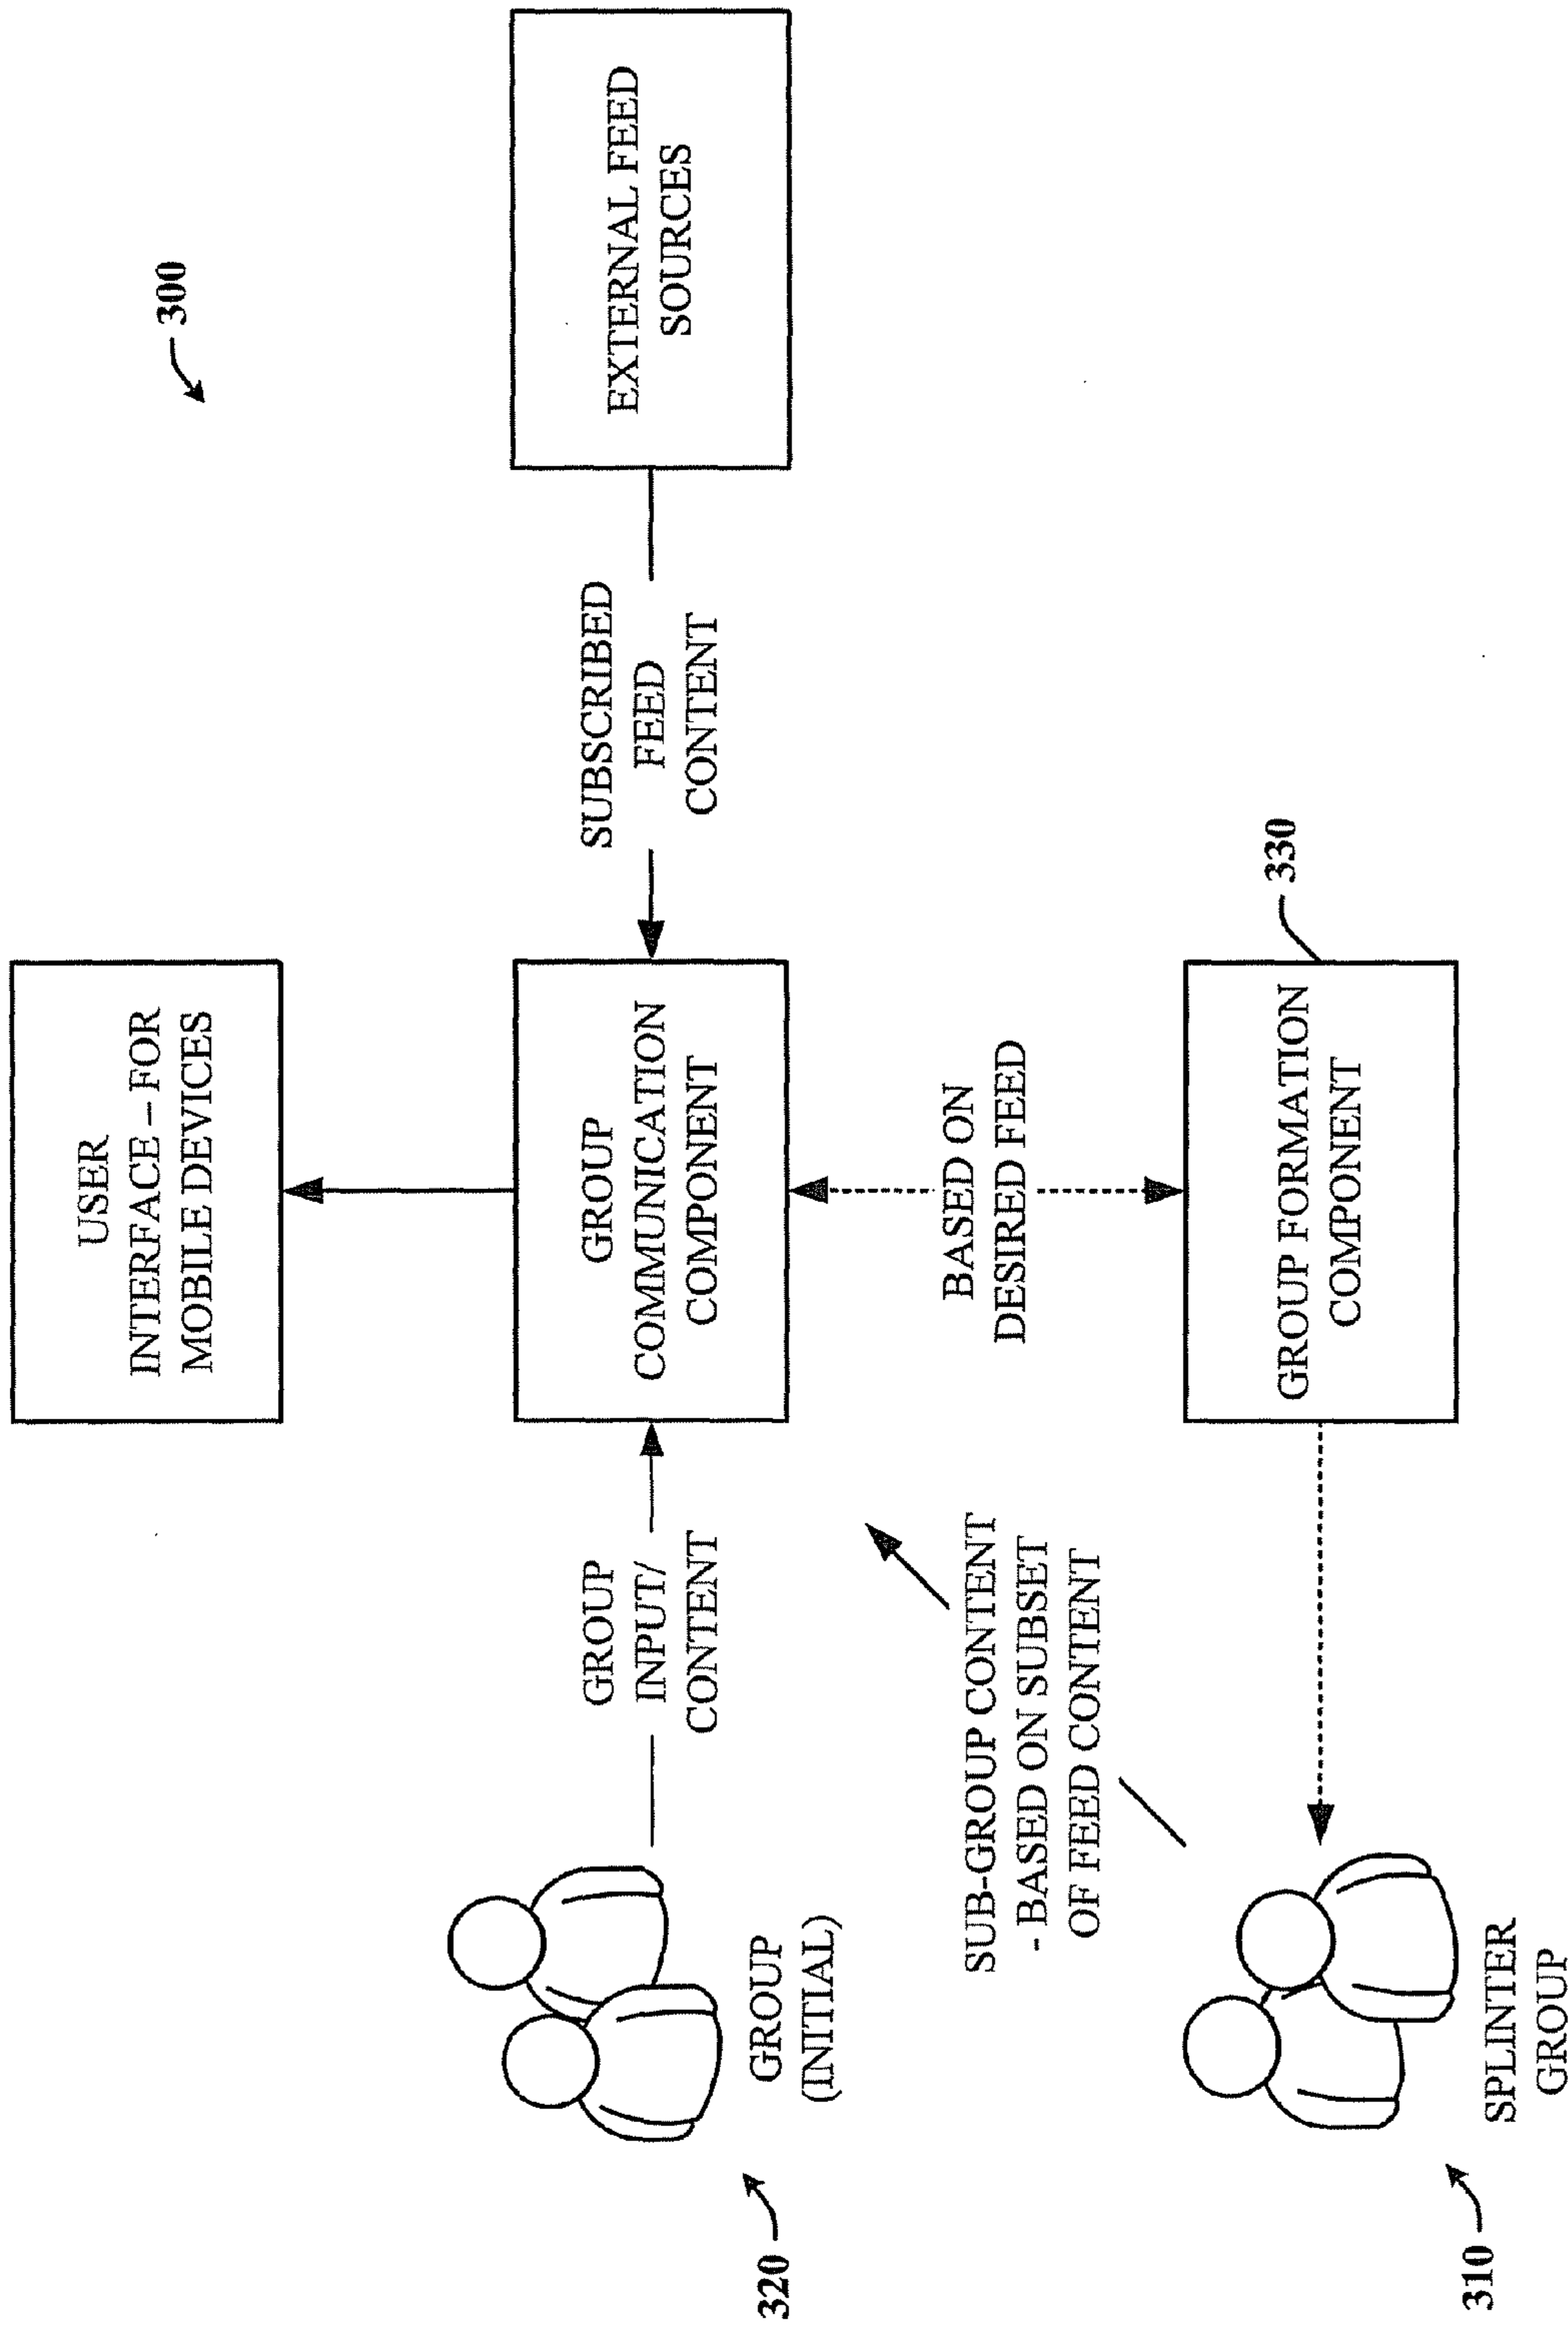 300
USER
INTERFACE – FOR
MOBILE DEVICES
GROUP
INPUT/
CONTENT
GROUP
COMMUNICATION
COMPONENT
SUBSCRIBED
FEED
CONTENT
EXTERNAL FEED
SOURCES
320
GROUP
(INITIAL)
SUB-GROUP CONTENT
- BASED ON SUBSET
OF FEED CONTENT
BASED ON
DESIRED FEED
330
GROUP FORMATION
COMPONENT
310
SPLINTER
GROUP